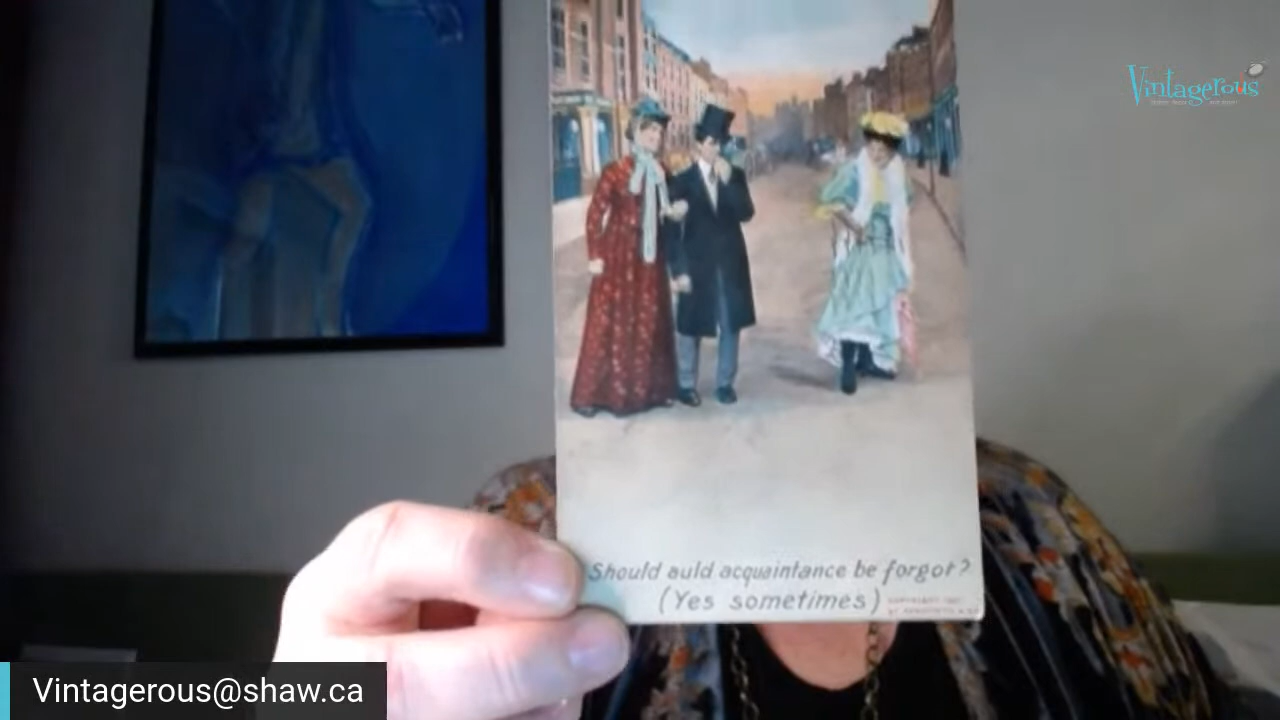 Vintagerous
Should auld acquaintance be forgot?
(Yes sometimes)
Vintagerous@shaw.ca